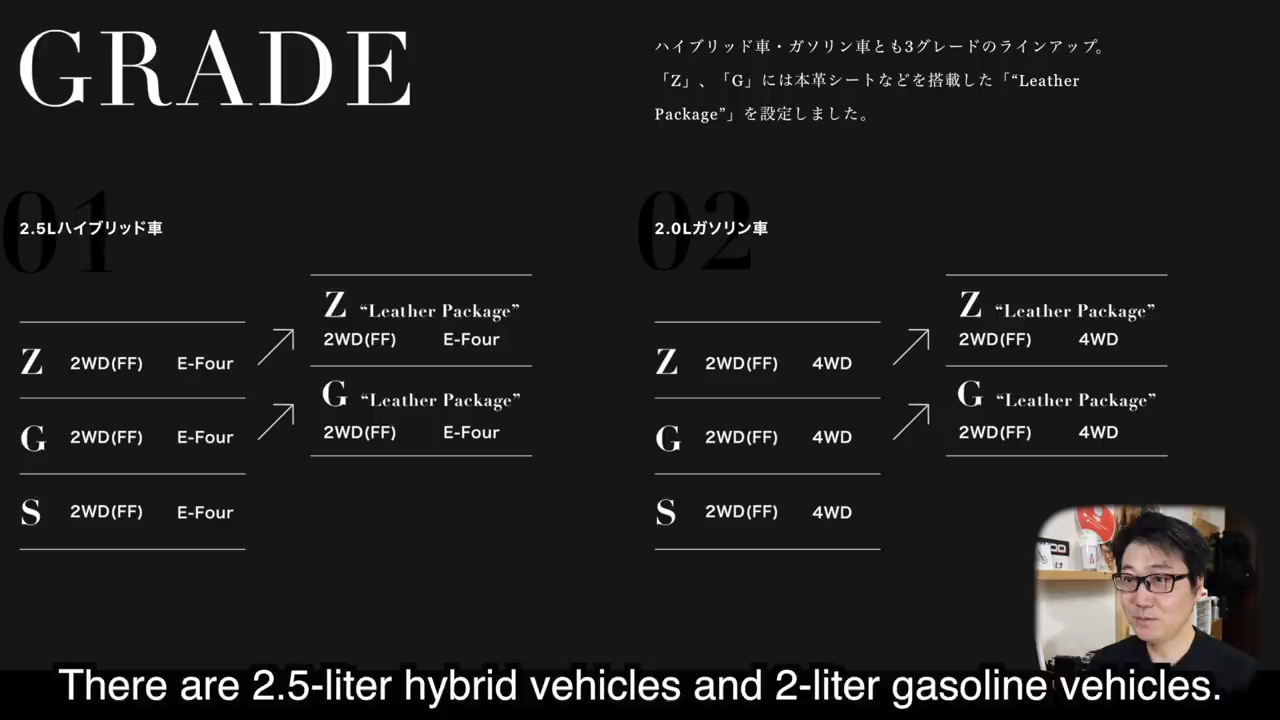 GRADE
ハイブリッド車・ガソリン車とも3グレードのラインアップ。
「Z」、「G」には本革シートなどを搭載した「“Leather
Package”」を設定しました。
01
2.5Lハイブリッド車
Z “Leather Package”
2WD(FF) E-Four
Z 2WD(FF) E-Four
G “Leather Package”
2WD(FF) E-Four
G 2WD(FF) E-Four
S 2WD(FF) E-Four
02
2.0Lガソリン車
Z “Leather Package”
2WD(FF) 4WD
Z 2WD(FF) 4WD
G “Leather Package”
2WD(FF) 4WD
G 2WD(FF) 4WD
S 2WD(FF) 4WD
There are 2.5-liter hybrid vehicles and 2-liter gasoline vehicles.